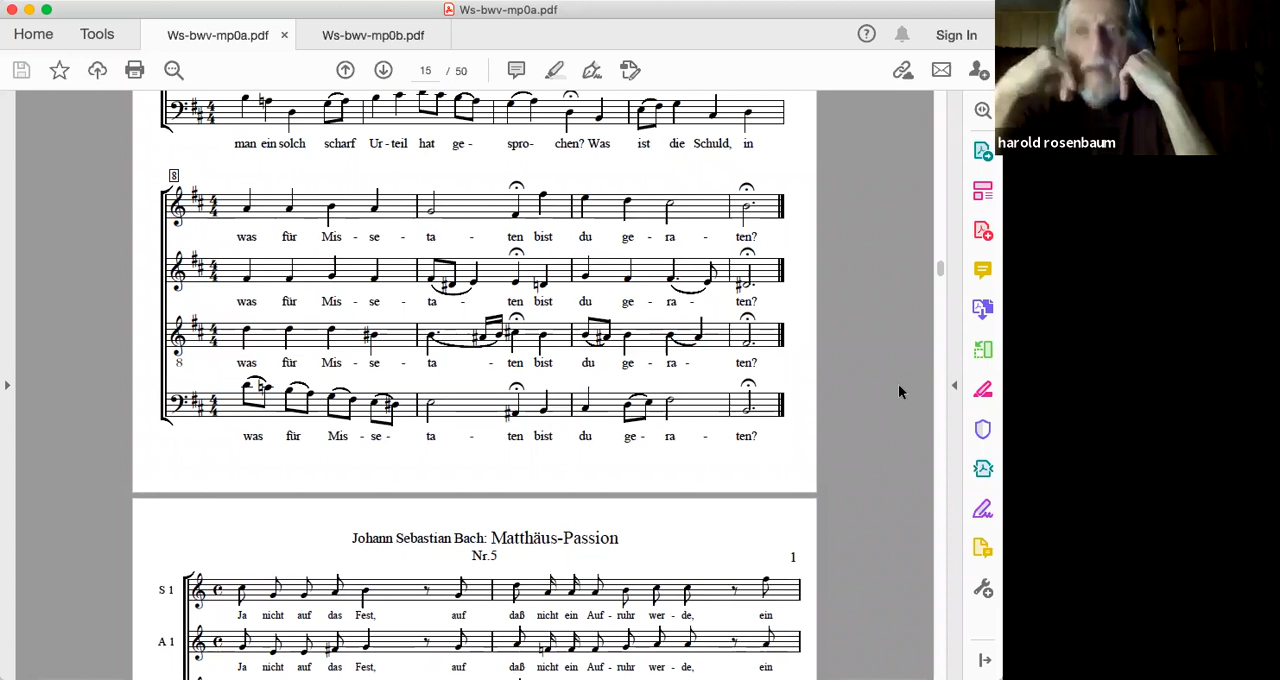 Ws-bwv-mp0a.pdf
Home Tools Ws-bwv-mp0a.pdf × Ws-bwv-mp0b.pdf Sign In
15 / 50
harold rosenbaum
man ein solch scharf Ur - teil hat ge - spro- chen? Was ist die Schuld, in
8
was für Mis - se - ta - ten bist du ge - ra - ten?
was für Mis - se - ta - ten bist du ge - ra - ten?
8
was für Mis - se - ta - ten bist du ge - ra - ten?
was für Mis - se - ta - ten bist du ge - ra - ten?
Johann Sebastian Bach: Matthäus-Passion
Nr.5
1
S 1
Ja nicht auf das Fest, auf daß nicht ein Auf - ruhr wer - de, ein
A 1
Ja nicht auf das Fest, auf daß nicht ein Auf - ruhr wer - de, ein